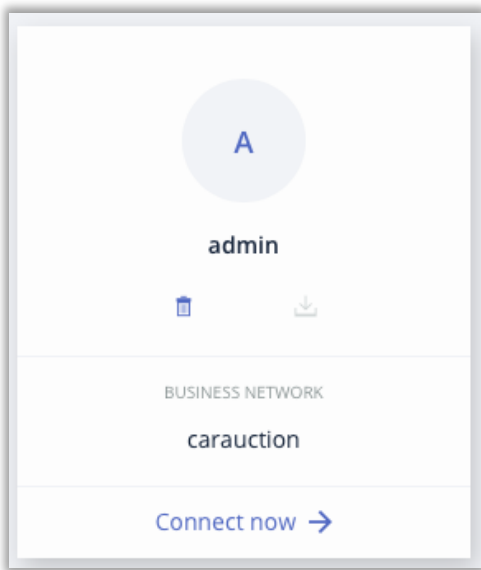 A
admin
BUSINESS NETWORK
carauction
Connect now